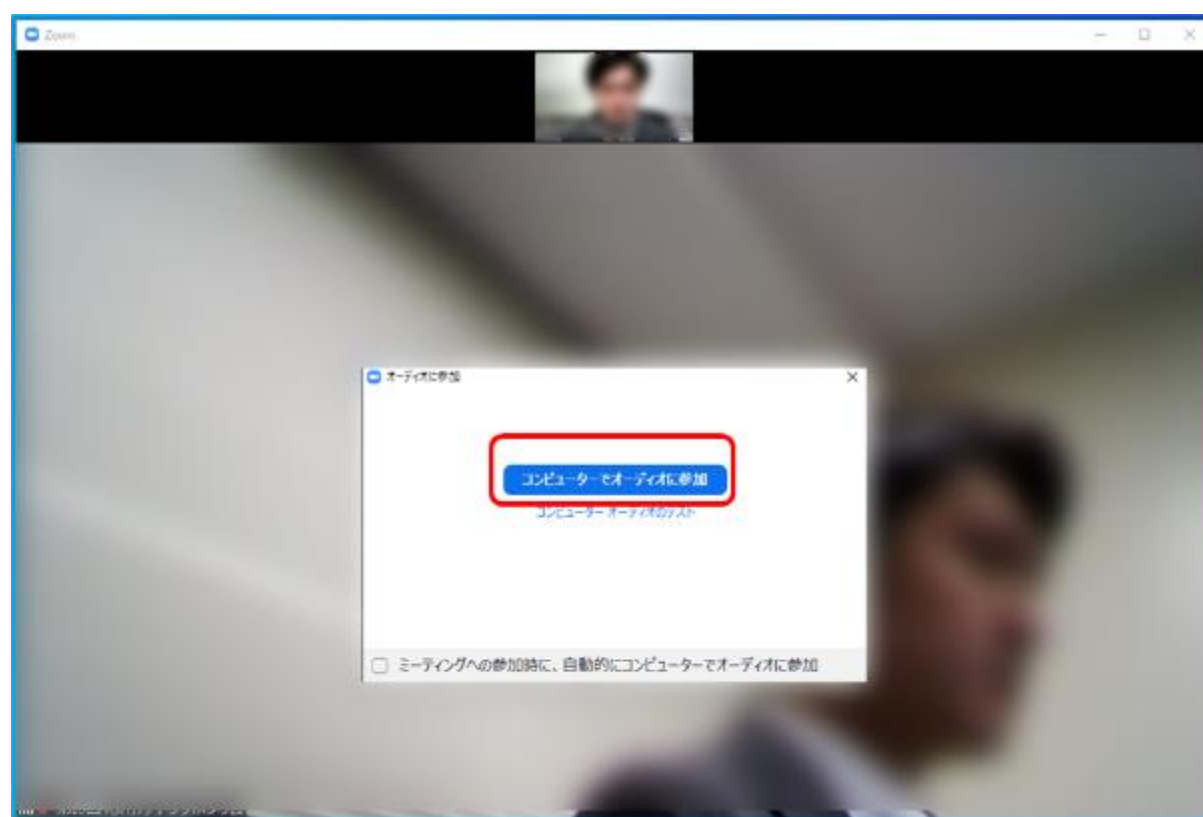 Zoom
オーディオに参加
コンピューターでオーディオに参加
コンピューター オーディオのテスト
ミーティングへの参加時に、自動的にコンピューターでオーディオに参加